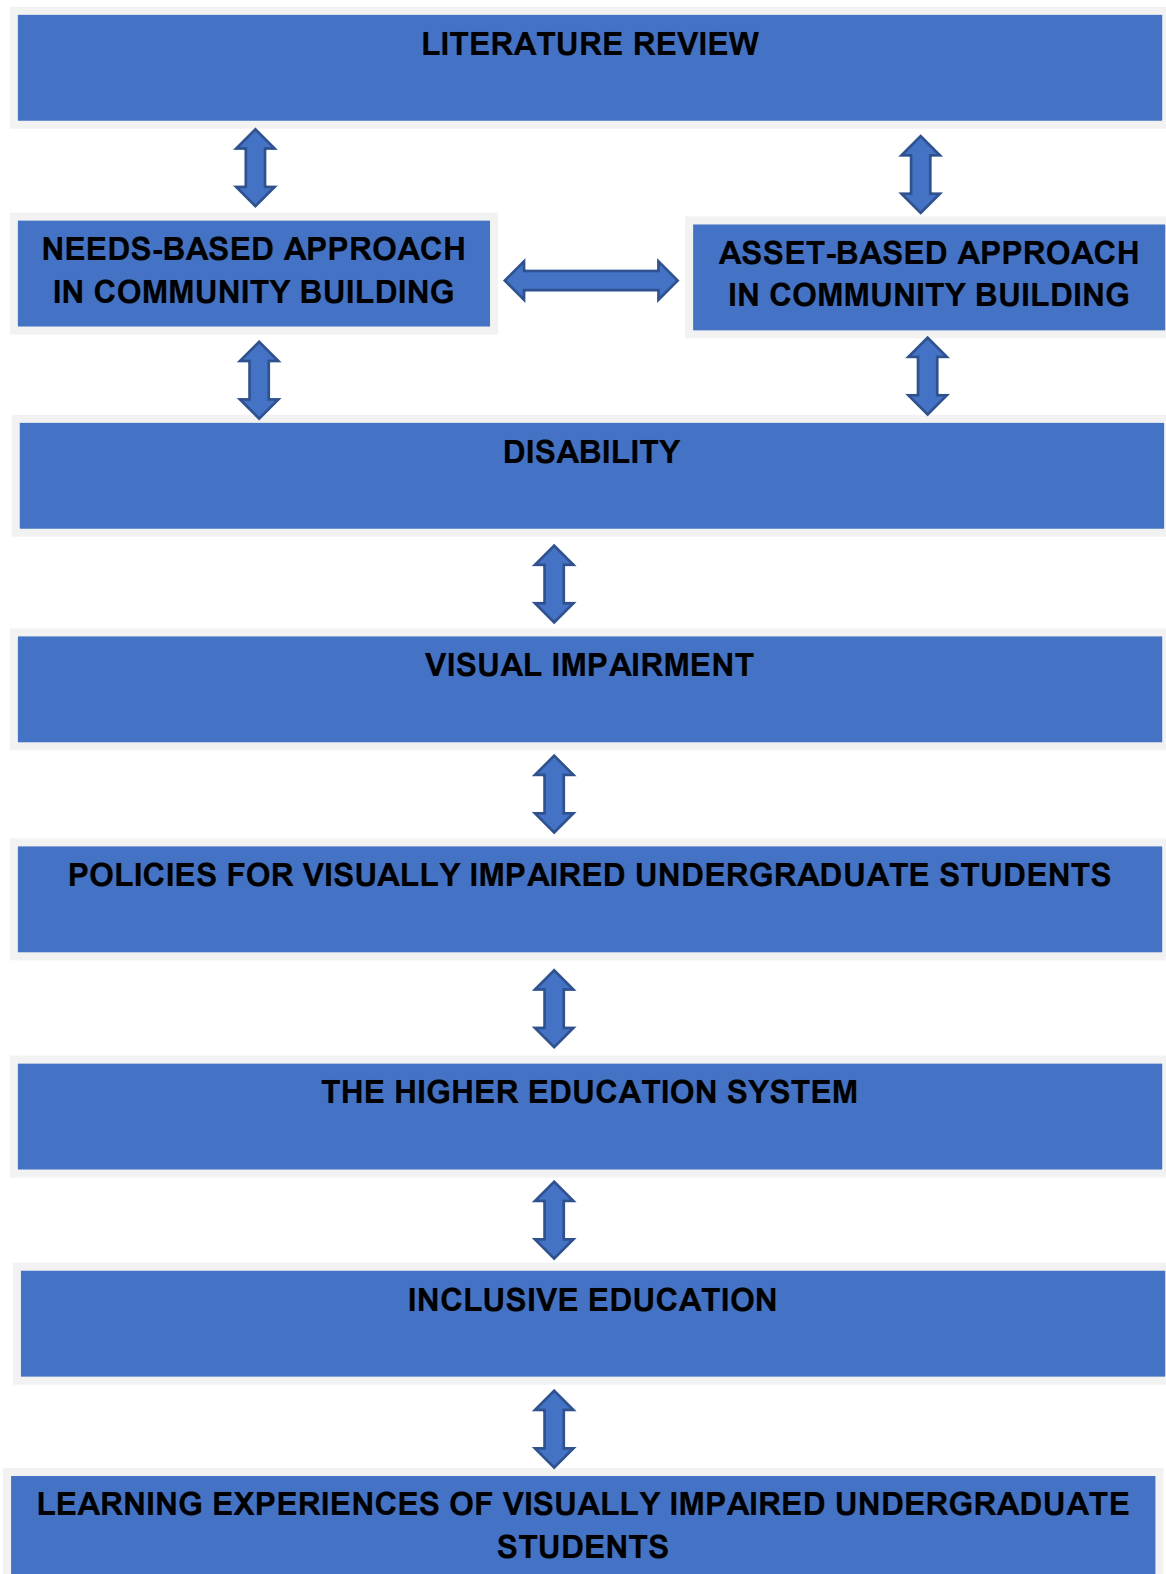 LITERATURE REVIEW
NEEDS-BASED APPROACH
IN COMMUNITY BUILDING
ASSET-BASED APPROACH
IN COMMUNITY BUILDING
DISABILITY
VISUAL IMPAIRMENT
POLICIES FOR VISUALLY IMPAIRED UNDERGRADUATE STUDENTS
THE HIGHER EDUCATION SYSTEM
INCLUSIVE EDUCATION
LEARNING EXPERIENCES OF VISUALLY IMPAIRED UNDERGRADUATE
STUDENTS